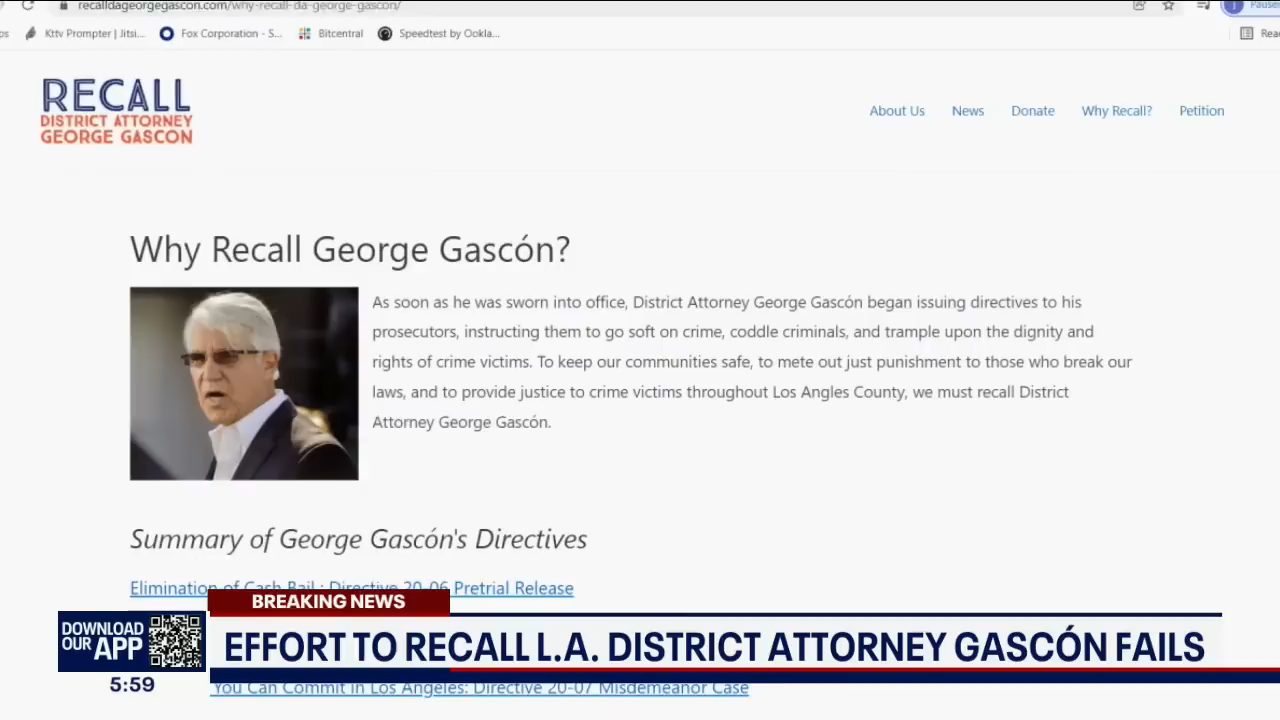 recalldageorgegascon.com/why-recall-da-george-gascon/
Paused
ps
Kttv Prompter | Jitsi...
Fox Corporation - S...
Bitcentral
Speedtest by Ookla...
Rea
RECALL
DISTRICT ATTORNEY
GEORGE GASCON
About Us
News
Donate
Why Recall?
Petition
Why Recall George Gascón?
As soon as he was sworn into office, District Attorney George Gascón began issuing directives to his
prosecutors, instructing them to go soft on crime, coddle criminals, and trample upon the dignity and
rights of crime victims. To keep our communities safe, to mete out just punishment to those who break our
laws, and to provide justice to crime victims throughout Los Angles County, we must recall District
Attorney George Gascón.
Summary of George Gascón's Directives
Elimination of Cash Bail : Directive 20-06 Pretrial Release
BREAKING NEWS
DOWNLOAD
OUR APP
EFFORT TO RECALL L.A. DISTRICT ATTORNEY GASCÓN FAILS
5:59
You Can Commit in Los Angeles: Directive 20-07 Misdemeanor Case